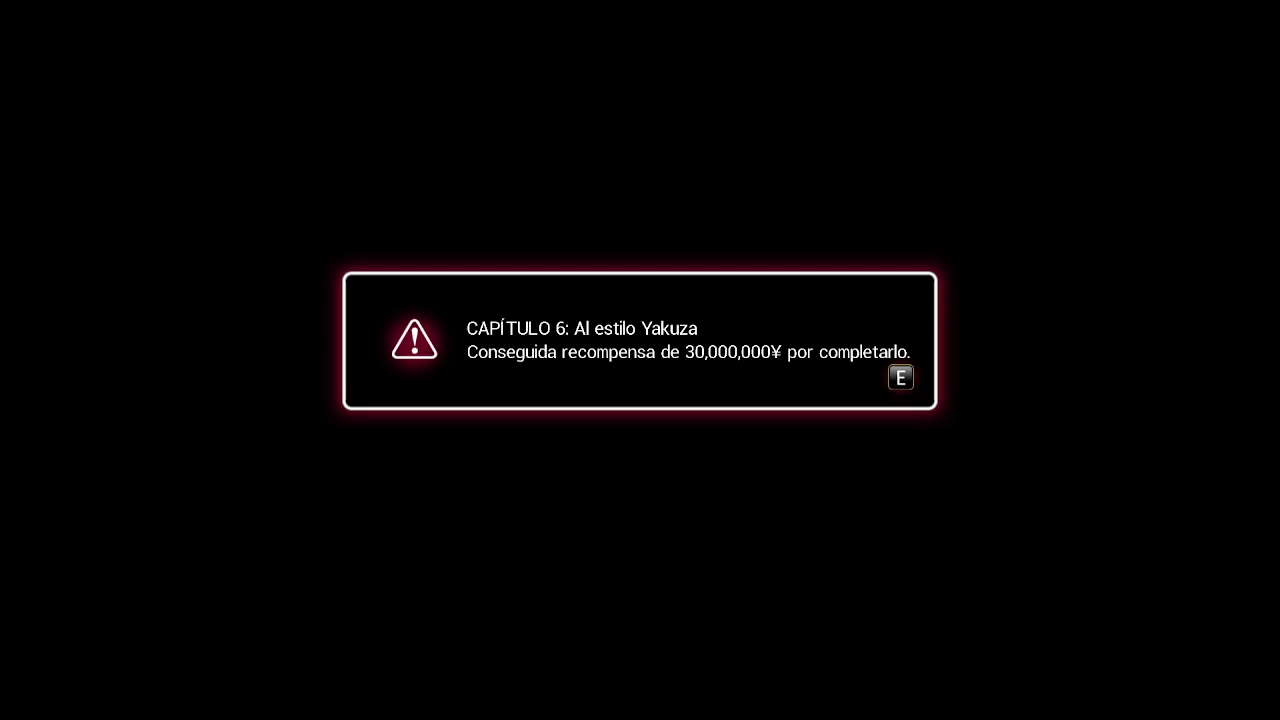 CAPÍTULO 6: Al estilo Yakuza
Conseguida recompensa de 30,000,000¥ por completarlo.
E